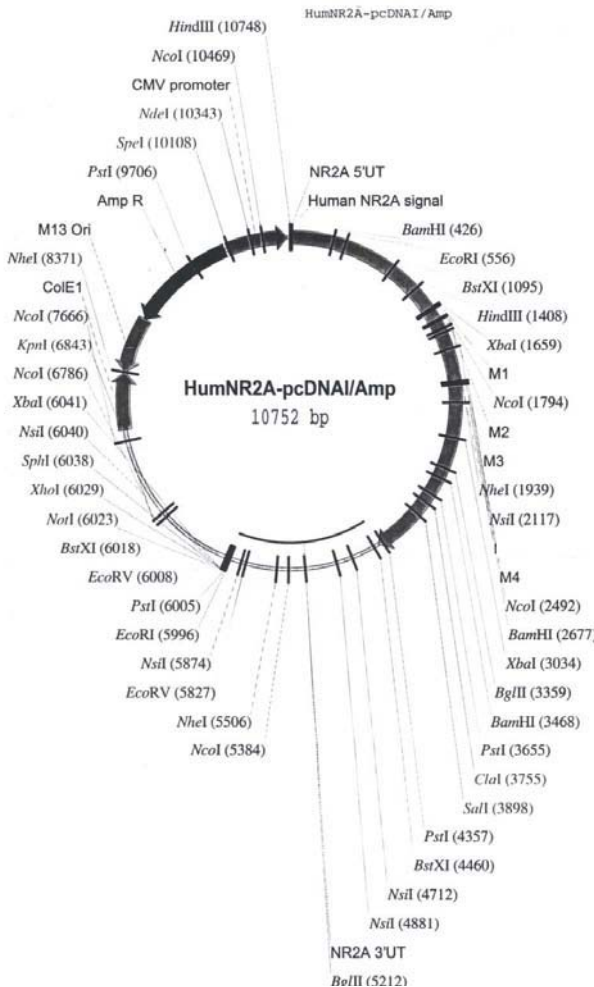 HumNR2A-pcDNAI/Amp
HindIII (10748)
NcoI (10469)
CMV promoter
NdeI (10343)
SpeI (10108)
PstI (9706)
Amp R
M13 Ori
NheI (8371)
ColE1
NcoI (7666)
KpnI (6843)
NcoI (6786)
XbaI (6041)
NsiI (6040)
SphI (6038)
XhoI (6029)
NotI (6023)
BstXI (6018)
EcoRV (6008)
PstI (6005)
EcoRI (5996)
NsiI (5874)
EcoRV (5827)
NheI (5506)
NcoI (5384)
HumNR2A-pcDNAI/Amp
10752 bp
NR2A 5'UT
Human NR2A signal
BamHI (426)
EcoRI (556)
BstXI (1095)
HindIII (1408)
XbaI (1659)
M1
NcoI (1794)
M2
M3
NheI (1939)
NsiI (2117)
I
M4
NcoI (2492)
BamHI (2677)
XbaI (3034)
BglII (3359)
BamHI (3468)
PstI (3655)
ClaI (3755)
SalI (3898)
PstI (4357)
BstXI (4460)
NsiI (4712)
NsiI (4881)
NR2A 3'UT
BglII (5212)